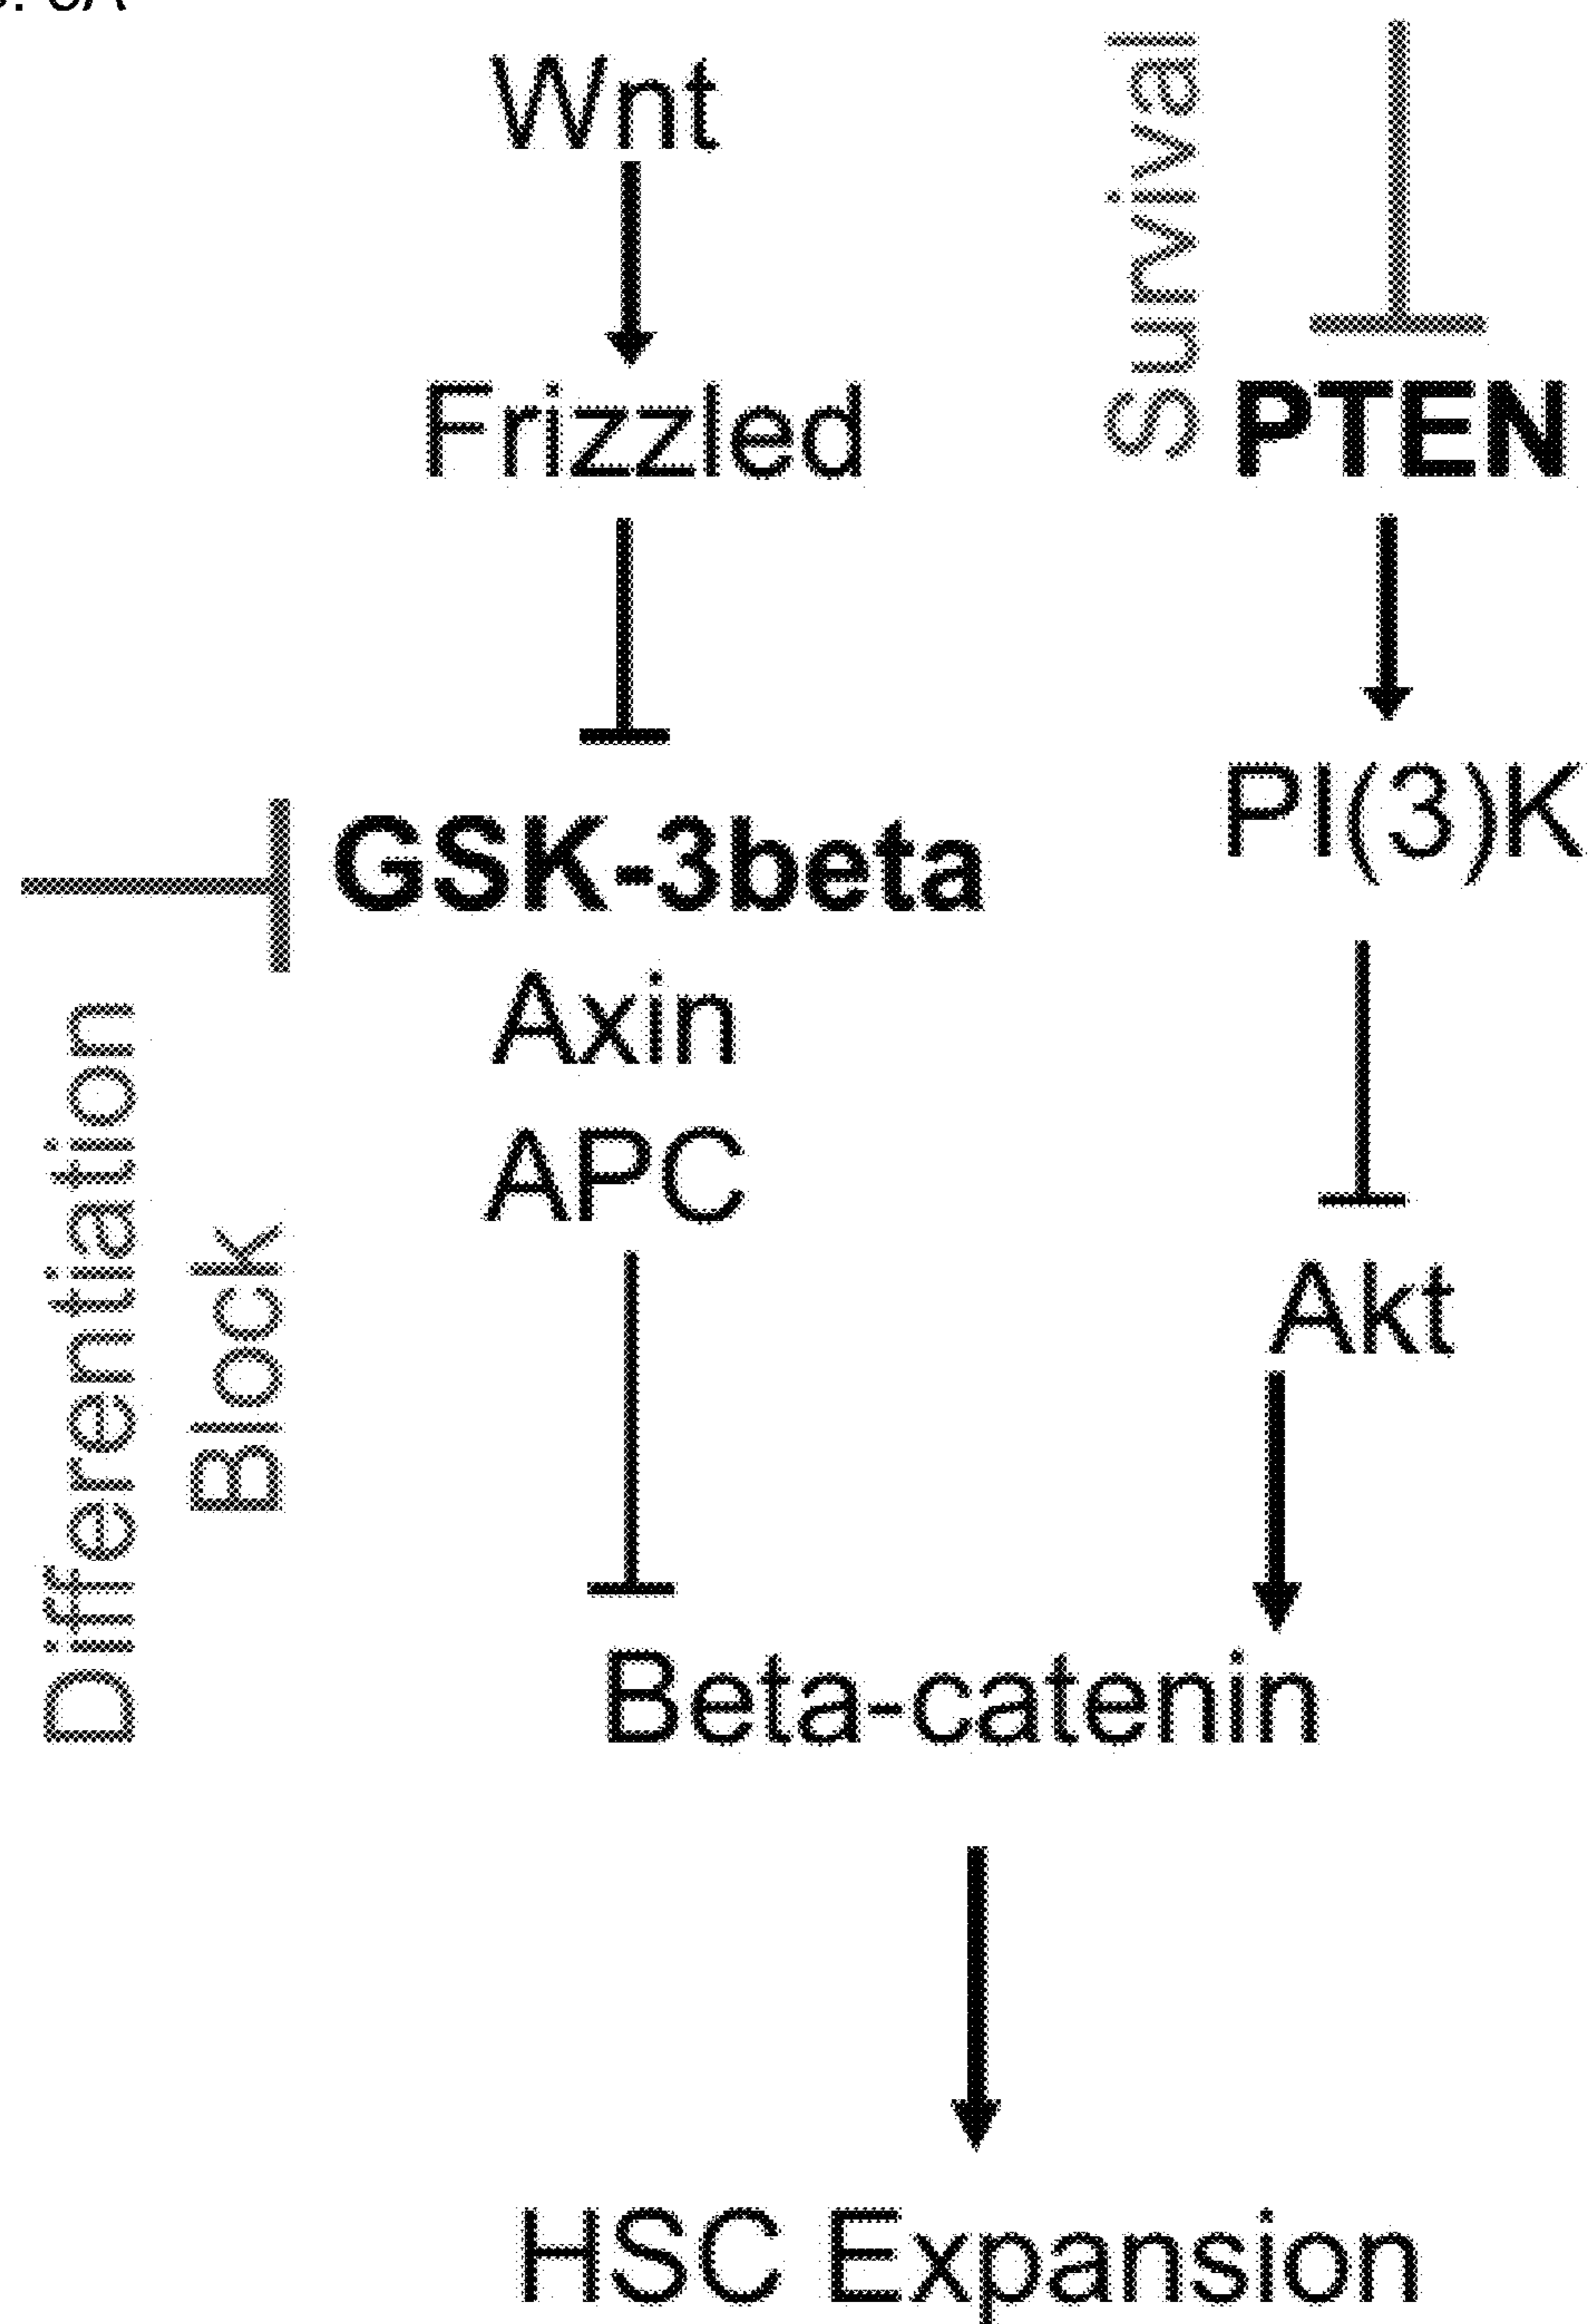 Wnt
Survival
Frizzled
PTEN
PI(3)K
GSK-3beta
Axin
APC
Differentiation
Block
Akt
Beta-catenin
HSC Expansion